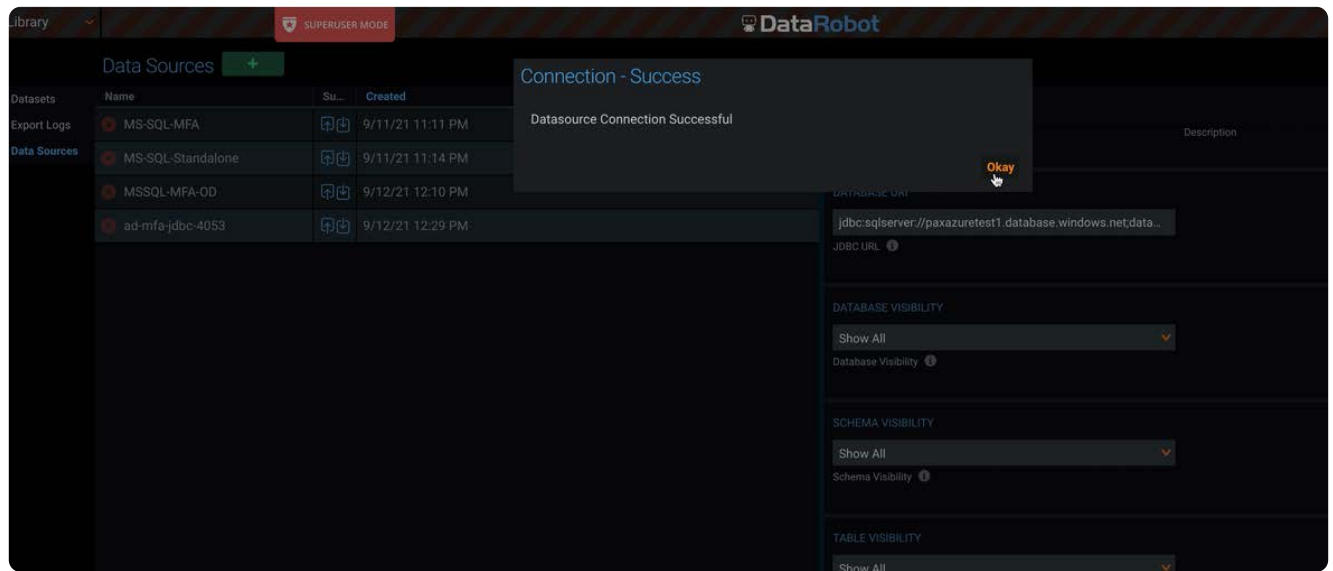 Library
SUPERUSER MODE
DataRobot
Data Sources +
Connection - Success
Datasource Connection Successful
Okay
Datasets
Export Logs
Data Sources
Name Su... Created
MS-SQL-MFA 9/11/21 11:11 PM
MS-SQL-Standalone 9/11/21 11:14 PM
MSSQL-MFA-OD 9/12/21 12:10 PM
ad-mfa-jdbc-4053 9/12/21 12:29 PM
Description
DATABASE URI
jdbc:sqlserver://paxazuretest1.database.windows.net;data...
JDBC URL
DATABASE VISIBILITY
Show All
Database Visibility
SCHEMA VISIBILITY
Show All
Schema Visibility
TABLE VISIBILITY
Show All